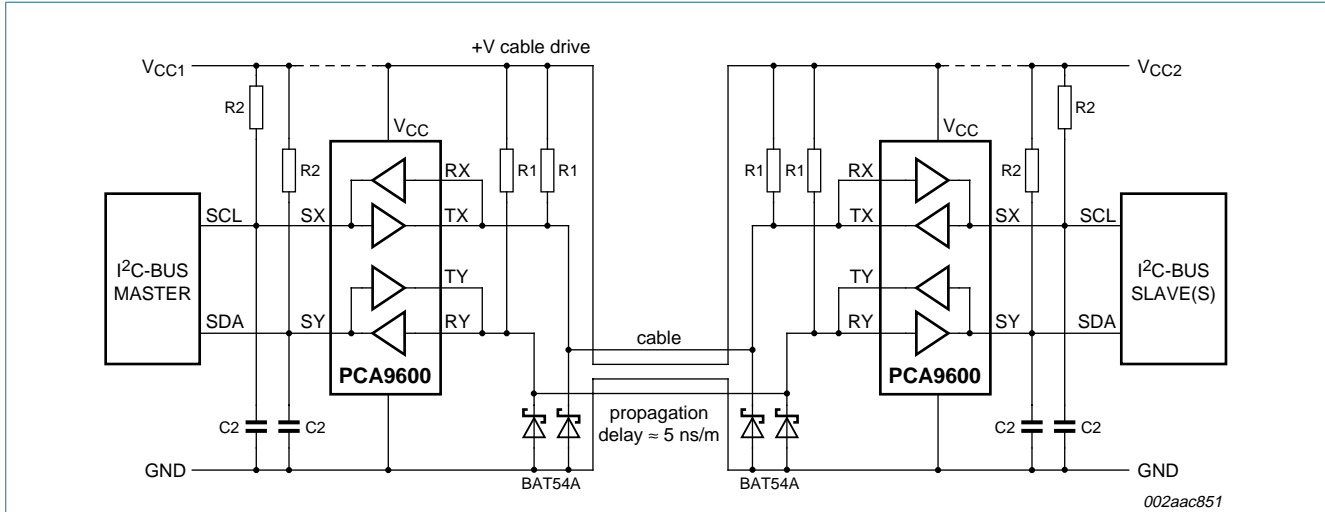 +V cable drive
VCC1
VCC2
R2
R2
VCC
R1
R1
R1
R1
VCC
R2
R2
RX
RX
SCL
SX
TX
TX
SX
SCL
I2C-BUS
MASTER
I2C-BUS
SLAVE(S)
TY
TY
SDA
SY
RY
RY
SY
SDA
PCA9600
cable
PCA9600
propagation
delay ≈ 5 ns/m
C2
C2
C2
C2
GND
GND
BAT54A
BAT54A
002aac851